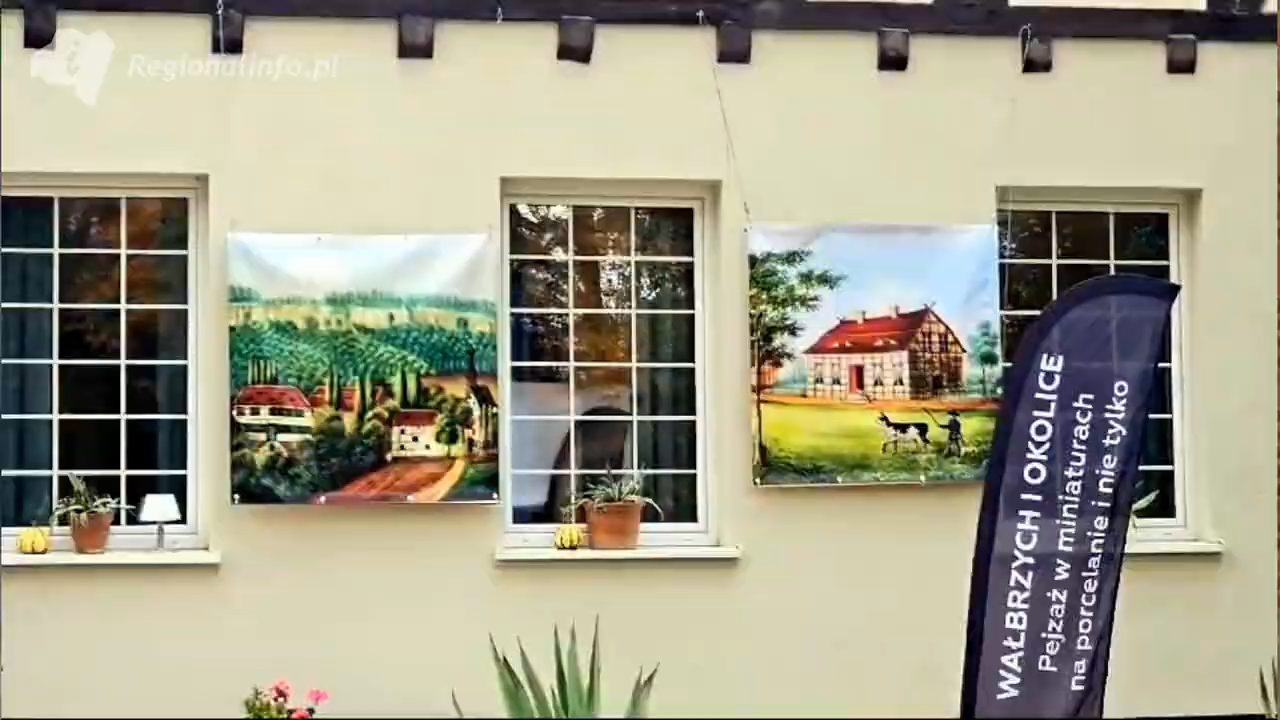 Regionalinfo.pl
WAŁBRZYCH I OKOLICE
Pejzaż w miniaturach
na porcelanie i nie tylko